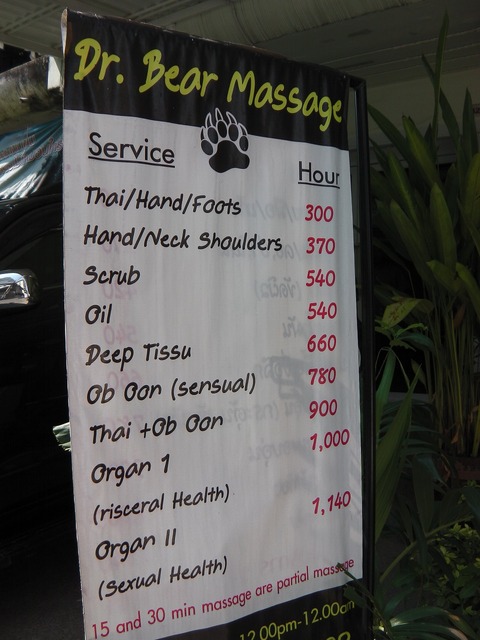 Dr. Bear Massage
Service Hour
Thai/Hand/Foots 300
Hand/Neck Shoulders 370
Scrub 540
Oil 540
Deep Tissu 660
Ob Oon (sensual) 780
Thai +Ob Oon 900
Organ 1 1,000
(risceral Health)
Organ II 1,140
(Sexual Health)
15 and 30 min massage are partial massage
12.00pm-12.00am